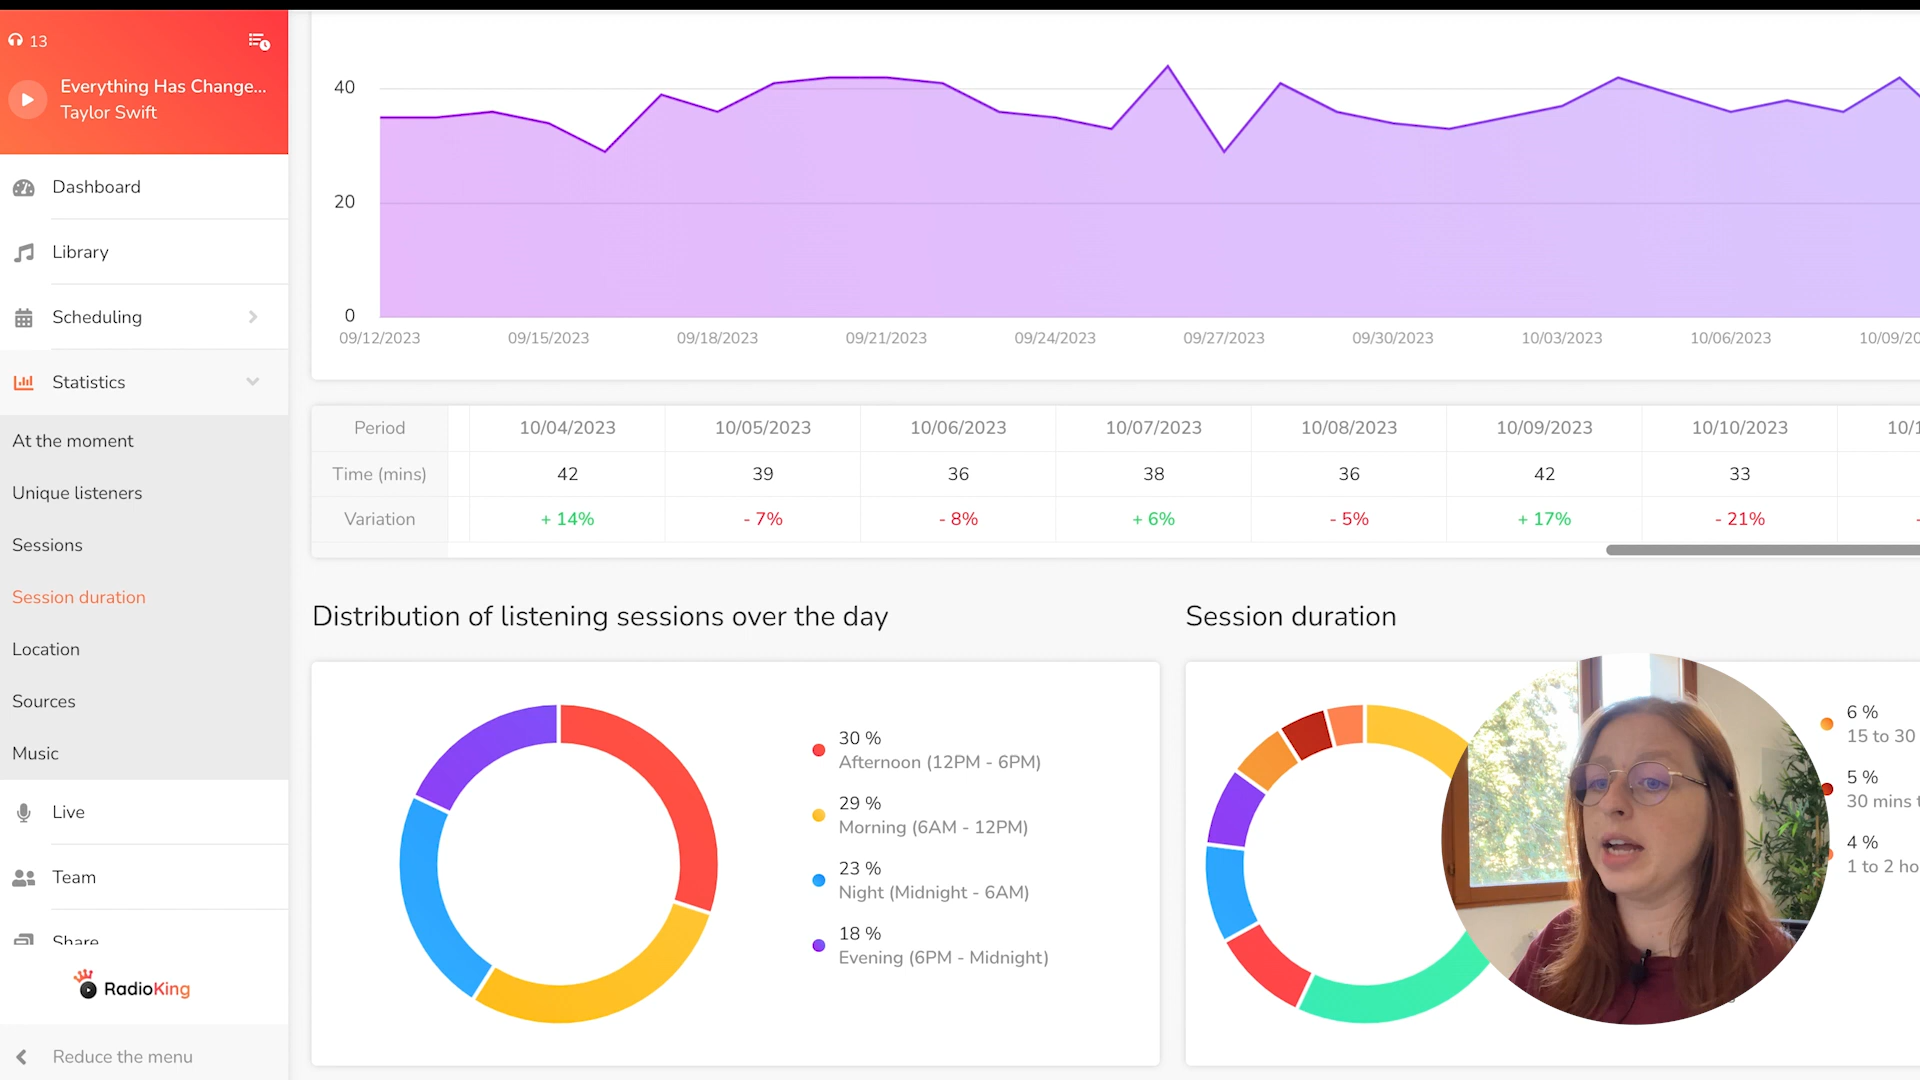 13
Everything Has Change...
Taylor Swift
Dashboard
Library
Scheduling
Statistics
At the moment
Unique listeners
Sessions
Session duration
Location
Sources
Music
Live
Team
Share
RadioKing
Reduce the menu
40
20
0
09/12/2023 09/15/2023 09/18/2023 09/21/2023 09/24/2023 09/27/2023 09/30/2023 10/03/2023 10/06/2023 10/09/20
Period 10/04/2023 10/05/2023 10/06/2023 10/07/2023 10/08/2023 10/09/2023 10/10/2023 10/1
Time (mins) 42 39 36 38 36 42 33
Variation + 14% - 7% - 8% + 6% - 5% + 17% - 21% -
Distribution of listening sessions over the day
30 %
Afternoon (12PM - 6PM)
29 %
Morning (6AM - 12PM)
23 %
Night (Midnight - 6AM)
18 %
Evening (6PM - Midnight)
Session duration
6 %
15 to 30
5 %
30 mins t
4 %
1 to 2 ho